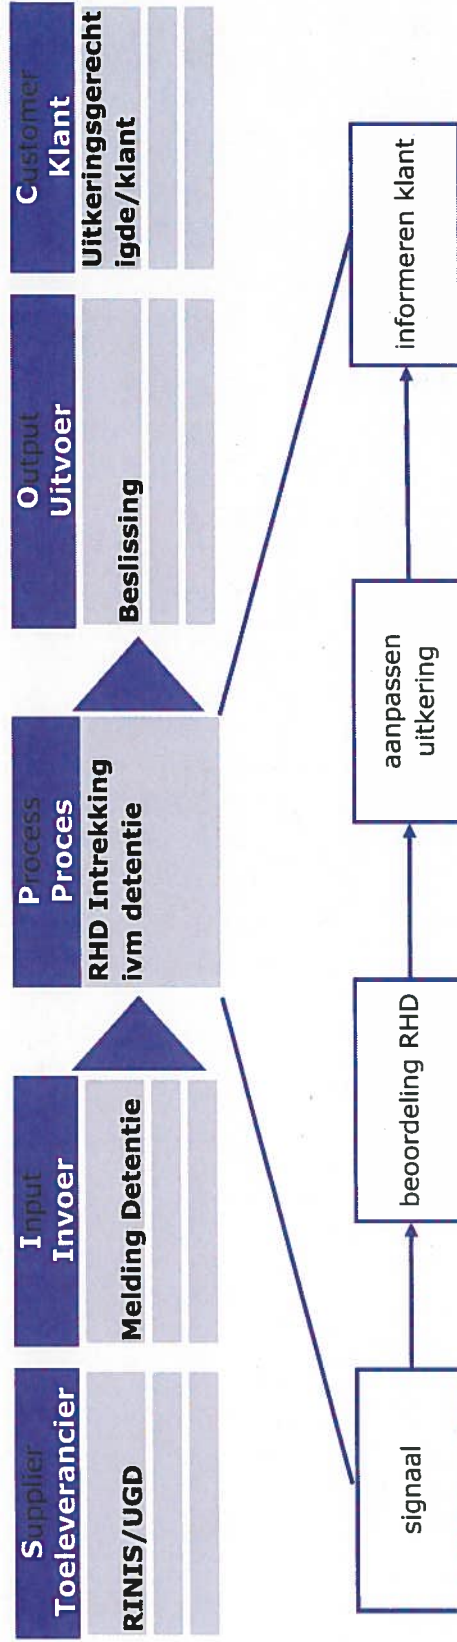 Supplier
Toeleverancier
RINIS/UGD
Input
Invoer
Melding Detentie
Process
Proces
RHD Intrekking
ivm detentie
Output
Uitvoer
Beslissing
Customer
Klant
Uitkeringsgerecht
igde/klant
signaal
beoordeling RHD
aanpassen
uitkering
informeren klant